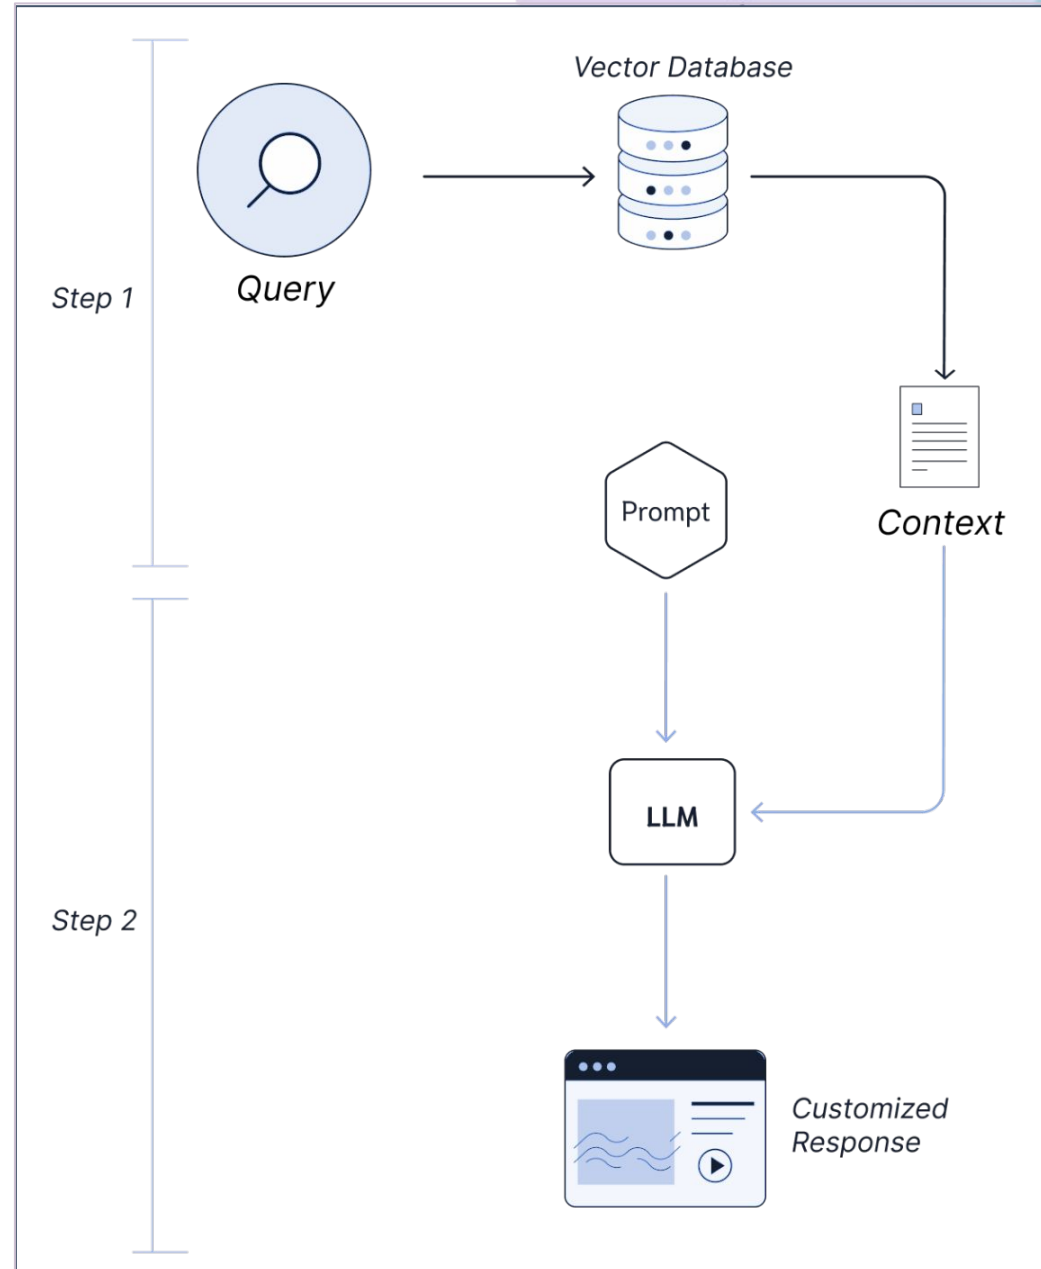 Vector Database
Query
Step 1
Prompt
Context
LLM
Step 2
Customized
Response